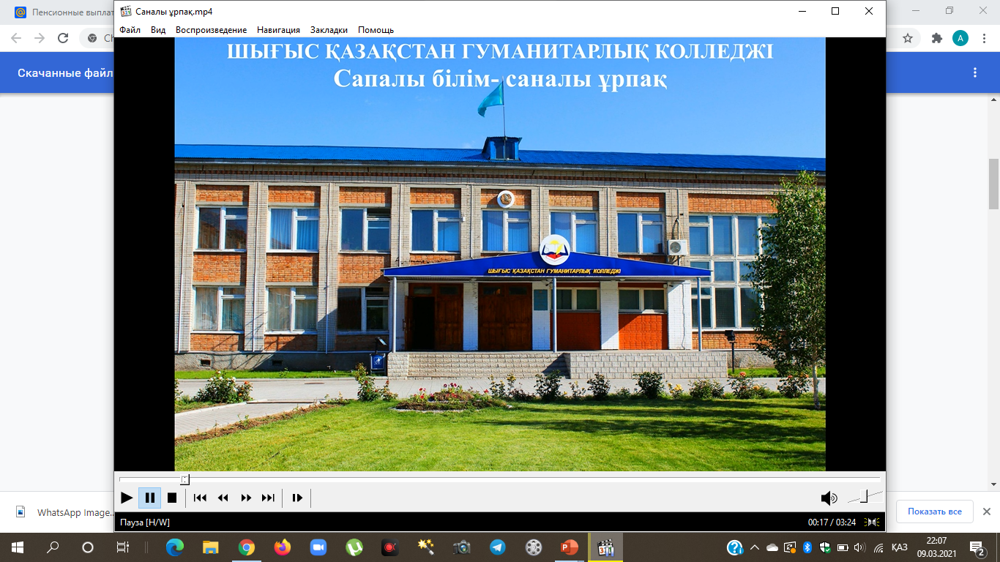 Пенсионные выплат
Саналы ұрпақ.mp4
Файл Вид Воспроизведение Навигация Закладки Помощь
Ch
A
Скачанные файл
ШЫҒЫС ҚАЗАҚСТАН ГУМАНИТАРЛЫҚ КОЛЛЕДЖІ
Сапалы білім- саналы ұрпақ
ШЫҒЫС ҚАЗАҚСТАН ГУМАНИТАРЛЫҚ КОЛЛЕДЖІ
WhatsApp Image...
Показать все
Пауза [H/W]
00:17 / 03:24
ҚАЗ
22:07
09.03.2021
2